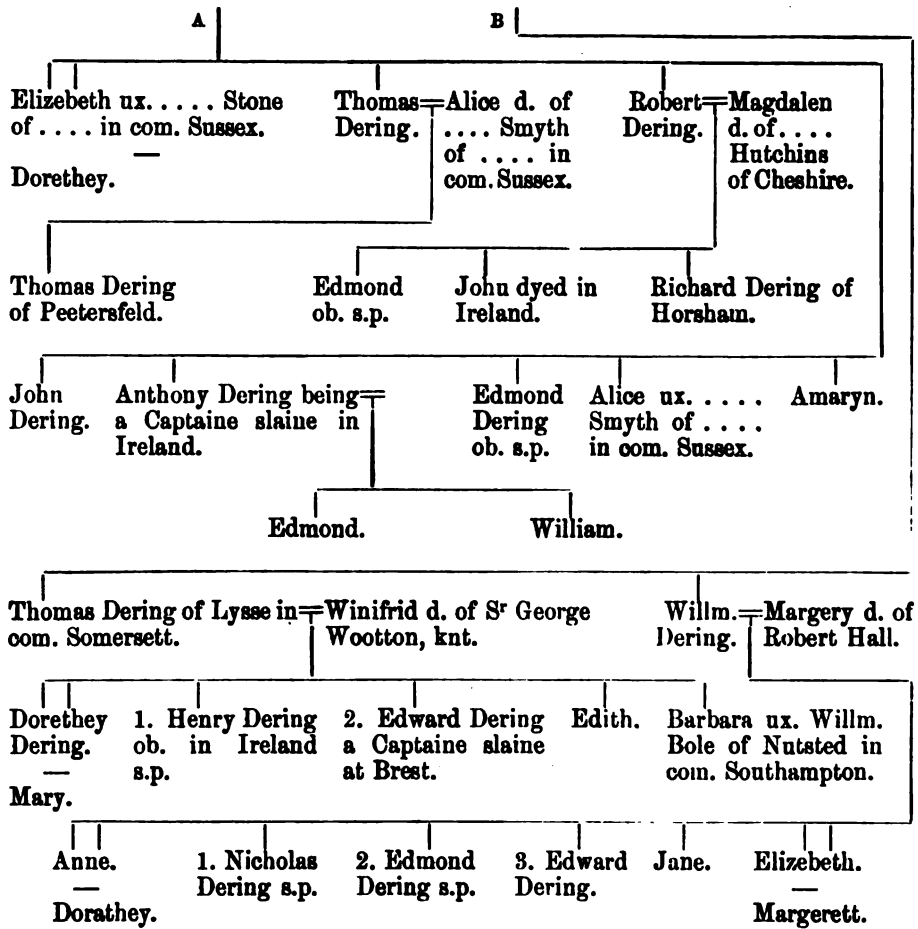 A B
Elizebeth ux. . . . . Stone
of . . . . in com. Sussex.
—
Dorethey.
Thomas
Dering.
Alice d. of
. . . . Smyth
of . . . . in
com. Sussex.
Robert
Dering.
Magdalen
d. of . . . .
Hutchins
of Cheshire.
Thomas Dering
of Peetersfeld.
Edmond
ob. s.p.
John dyed in
Ireland.
Richard Dering of
Horsham.
John
Dering.
Anthony Dering being
a Captaine slaine in
Ireland.
Edmond
Dering
ob. s.p.
Alice ux. . . . .
Smyth of . . . .
in com. Sussex.
Amaryn.
Edmond.
William.
Thomas Dering of Lysse in
com. Somersett.
Winifrid d. of Sr George
Wootton, knt.
Willm.
Dering.
Margery d. of
Robert Hall.
Dorethey
Dering.
—
Mary.
1. Henry Dering
ob. in Ireland
s.p.
2. Edward Dering
a Captaine slaine
at Brest.
Edith.
Barbara ux. Willm.
Bole of Nutsted in
com. Southampton.
Anne.
—
Dorathey.
1. Nicholas
Dering s.p.
2. Edmond
Dering s.p.
3. Edward
Dering.
Jane.
Elizebeth.
—
Margerett.